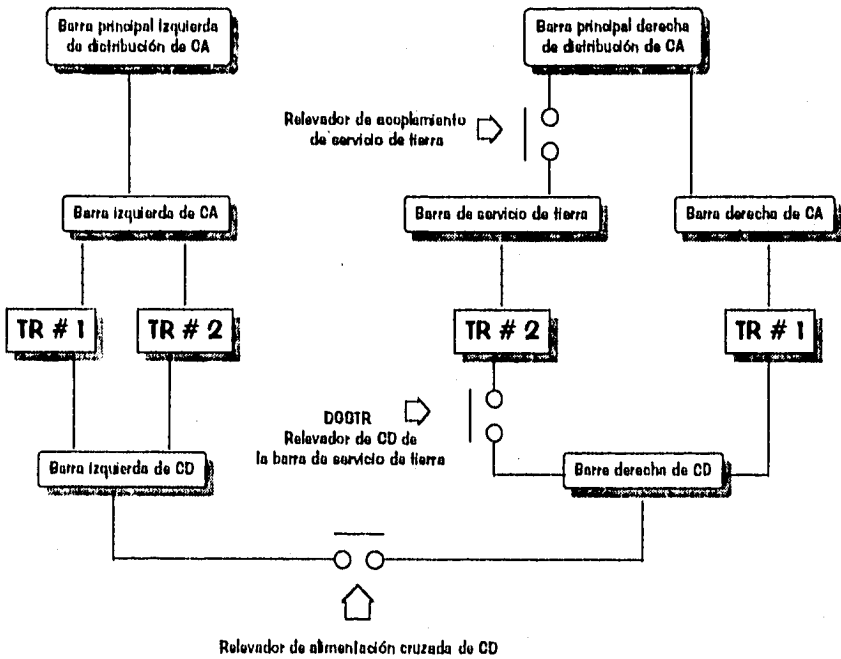 Barra principal izquierda
de distribución de CA
Barra principal derecha
de distribución de CA
Relevador de acoplamiento
de servicio de tierra
Barra izquierda de CA
Barra de servicio de tierra
Barra derecha de CA
TR # 1
TR # 2
TR # 2
TR # 1
DGGTR
Relevador de CD de
la barra de servicio de tierra
Barra izquierda de CD
Barra derecha de CD
Relevador de alimentación cruzada de CD